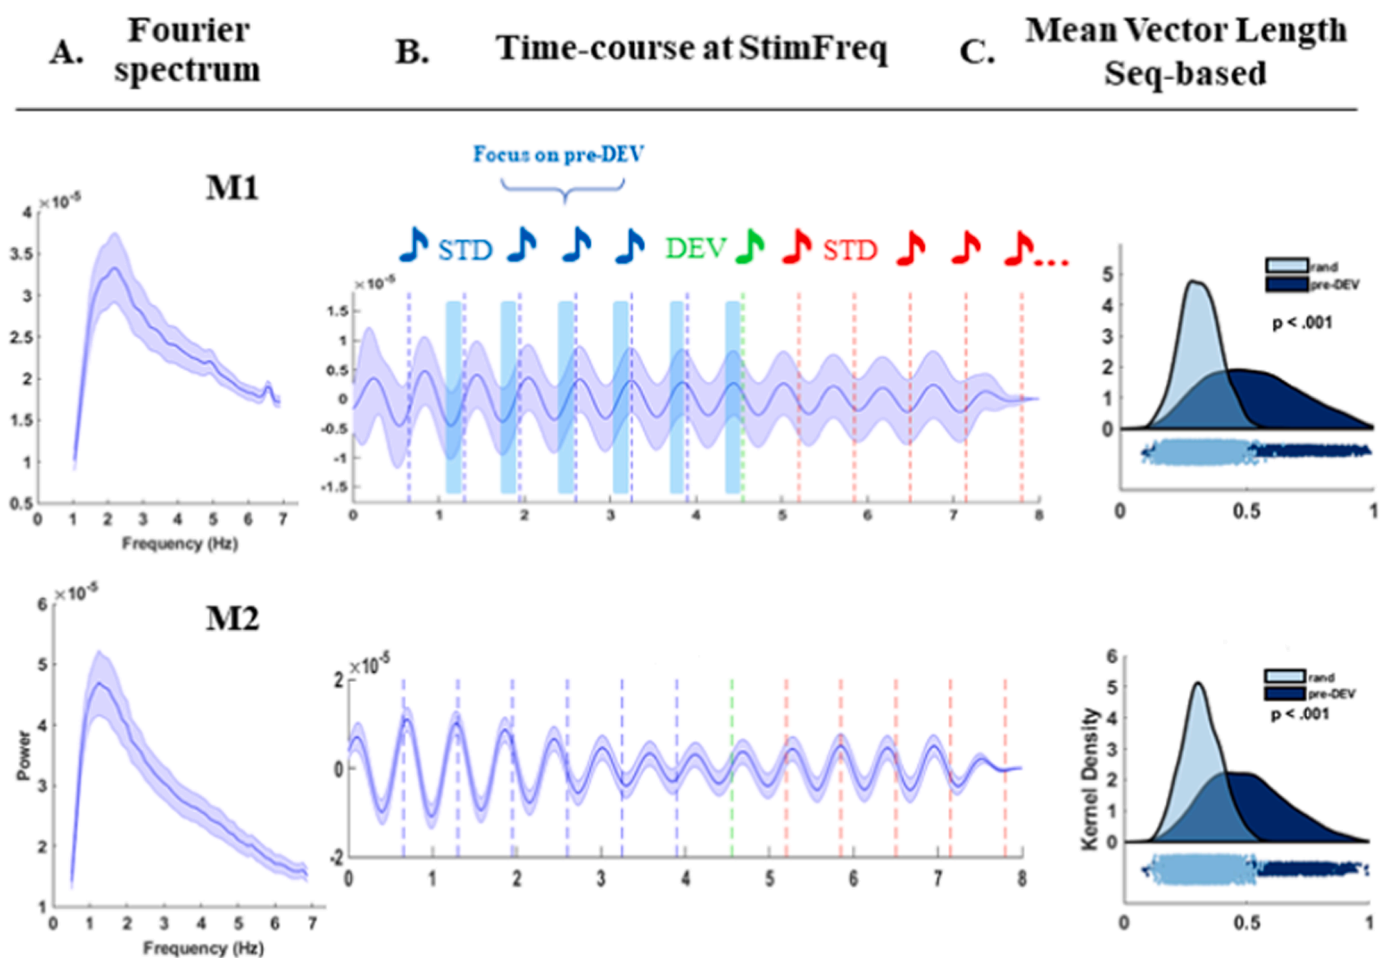 A.
Fourier
spectrum
B.
Time-course at StimFreq
C.
Mean Vector Length
Seq-based
M1
×10⁻⁵
4
3.5
3
2.5
2
1.5
1
0.5
0 1 2 3 4 5 6 7
Frequency (Hz)
Focus on pre-DEV
STD DEV STD ...
×10⁻⁵
1.5
1
0.5
0
-0.5
-1
-1.5
0 1 2 3 4 5 6 7 8
5
4
3
2
1
0
rand
pre-DEV
p < .001
0 0.5 1
M2
×10⁻⁵
6
5
4
3
2
1
Power
0 1 2 3 4 5 6 7
Frequency (Hz)
×10⁻⁵
2
0
-2
0 1 2 3 4 5 6 7 8
6
5
4
3
2
1
0
Kernel Density
rand
pre-DEV
p < .001
0 0.5 1